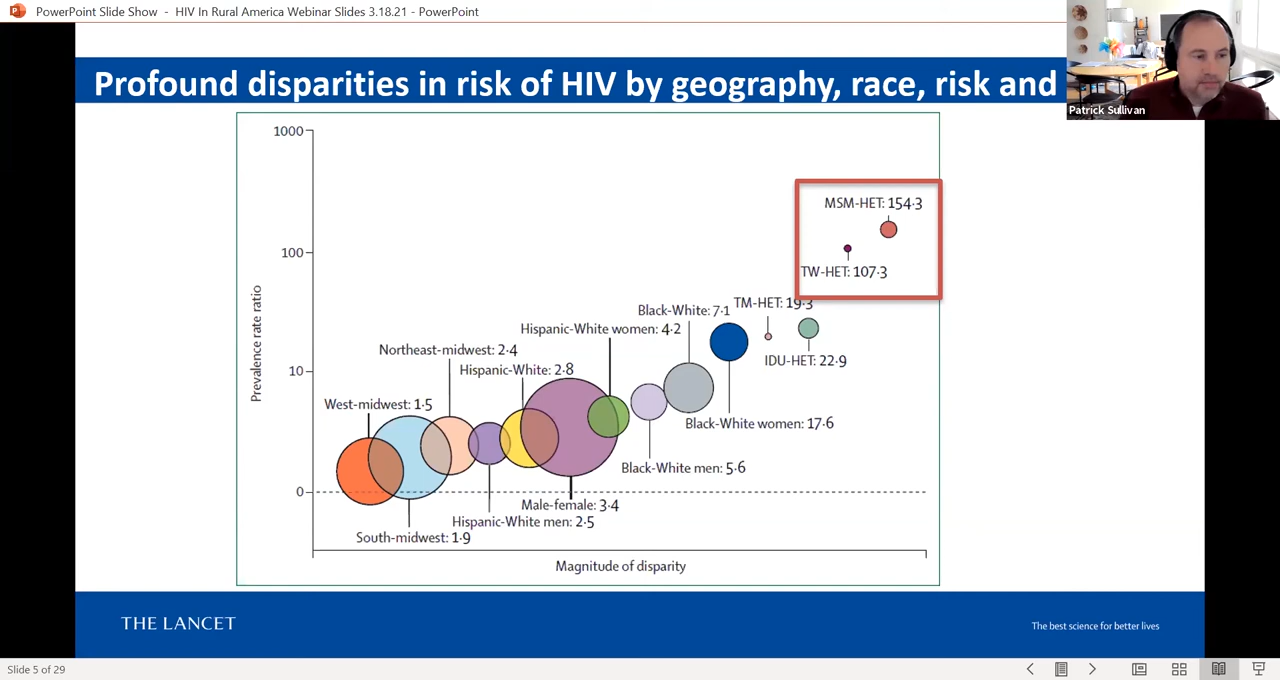 PowerPoint Slide Show - HIV In Rural America Webinar Slides 3.18.21 - PowerPoint
Patrick Sullivan
Profound disparities in risk of HIV by geography, race, risk and
1000
100
10
0
Prevalence rate ratio
MSM-HET: 154·3
TW-HET: 107·3
TM-HET: 19·3
Black-White: 7·1
Hispanic-White women: 4·2
Northeast-midwest: 2·4
IDU-HET: 22·9
Hispanic-White: 2·8
West-midwest: 1·5
Black-White women: 17·6
Black-White men: 5·6
Male-female: 3·4
Hispanic-White men: 2·5
South-midwest: 1·9
Magnitude of disparity
THE LANCET
The best science for better lives
Slide 5 of 29